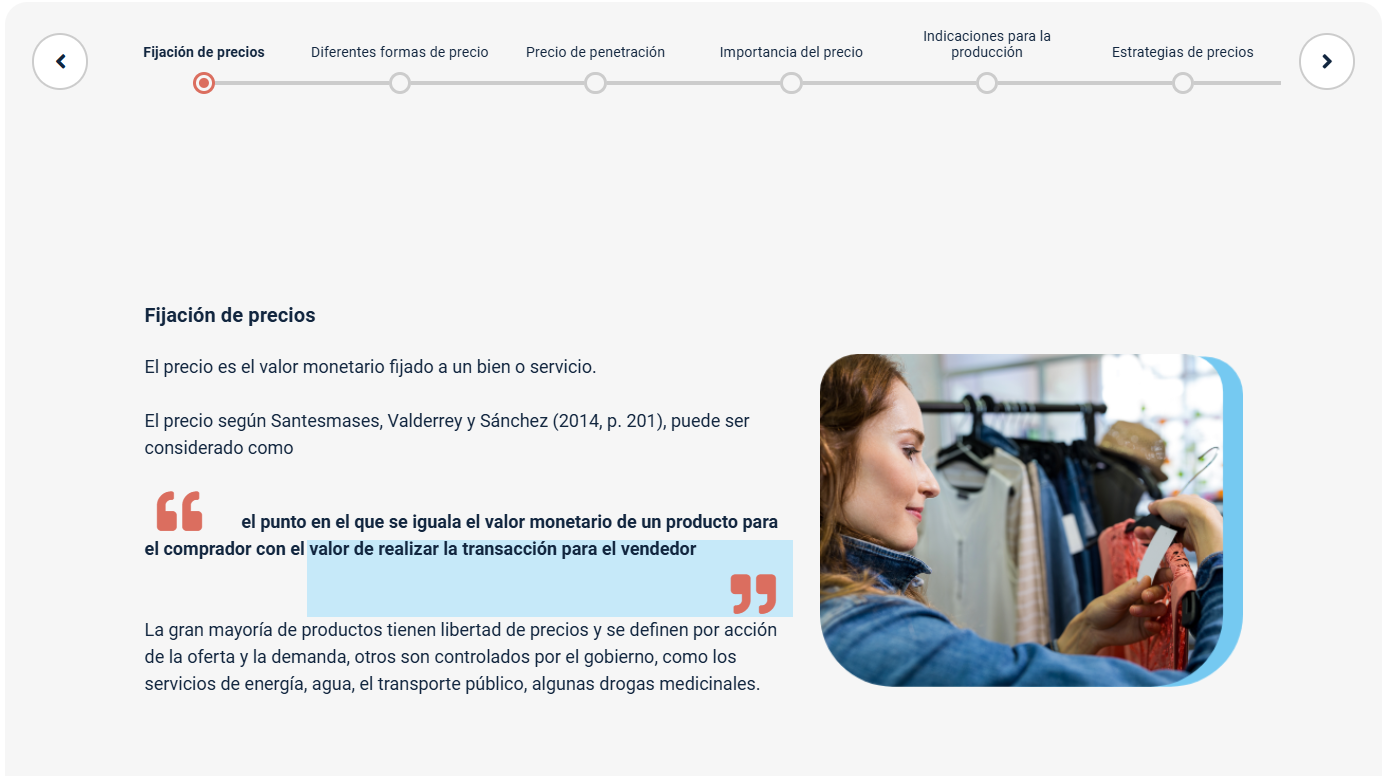 Fijación de precios
Diferentes formas de precio
Precio de penetración
Importancia del precio
Indicaciones para la
producción
Estrategias de precios
Fijación de precios
El precio es el valor monetario fijado a un bien o servicio.
El precio según Santesmases, Valderrey y Sánchez (2014, p. 201), puede ser
considerado como
“ el punto en el que se iguala el valor monetario de un producto para
el comprador con el valor de realizar la transacción para el vendedor
”
La gran mayoría de productos tienen libertad de precios y se definen por acción
de la oferta y la demanda, otros son controlados por el gobierno, como los
servicios de energía, agua, el transporte público, algunas drogas medicinales.